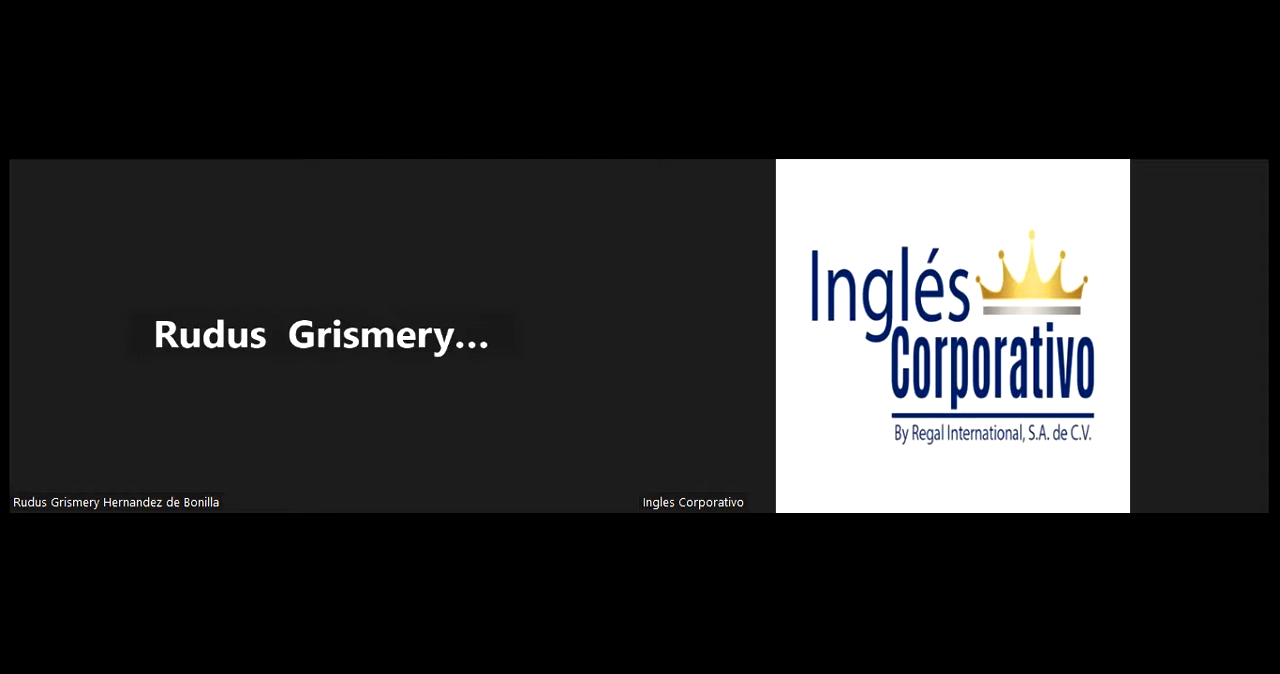 Rudus Grismery...
Rudus Grismery Hernandez de Bonilla
Inglés
Corporativo
By Regal International, S.A. de C.V.
Ingles Corporativo